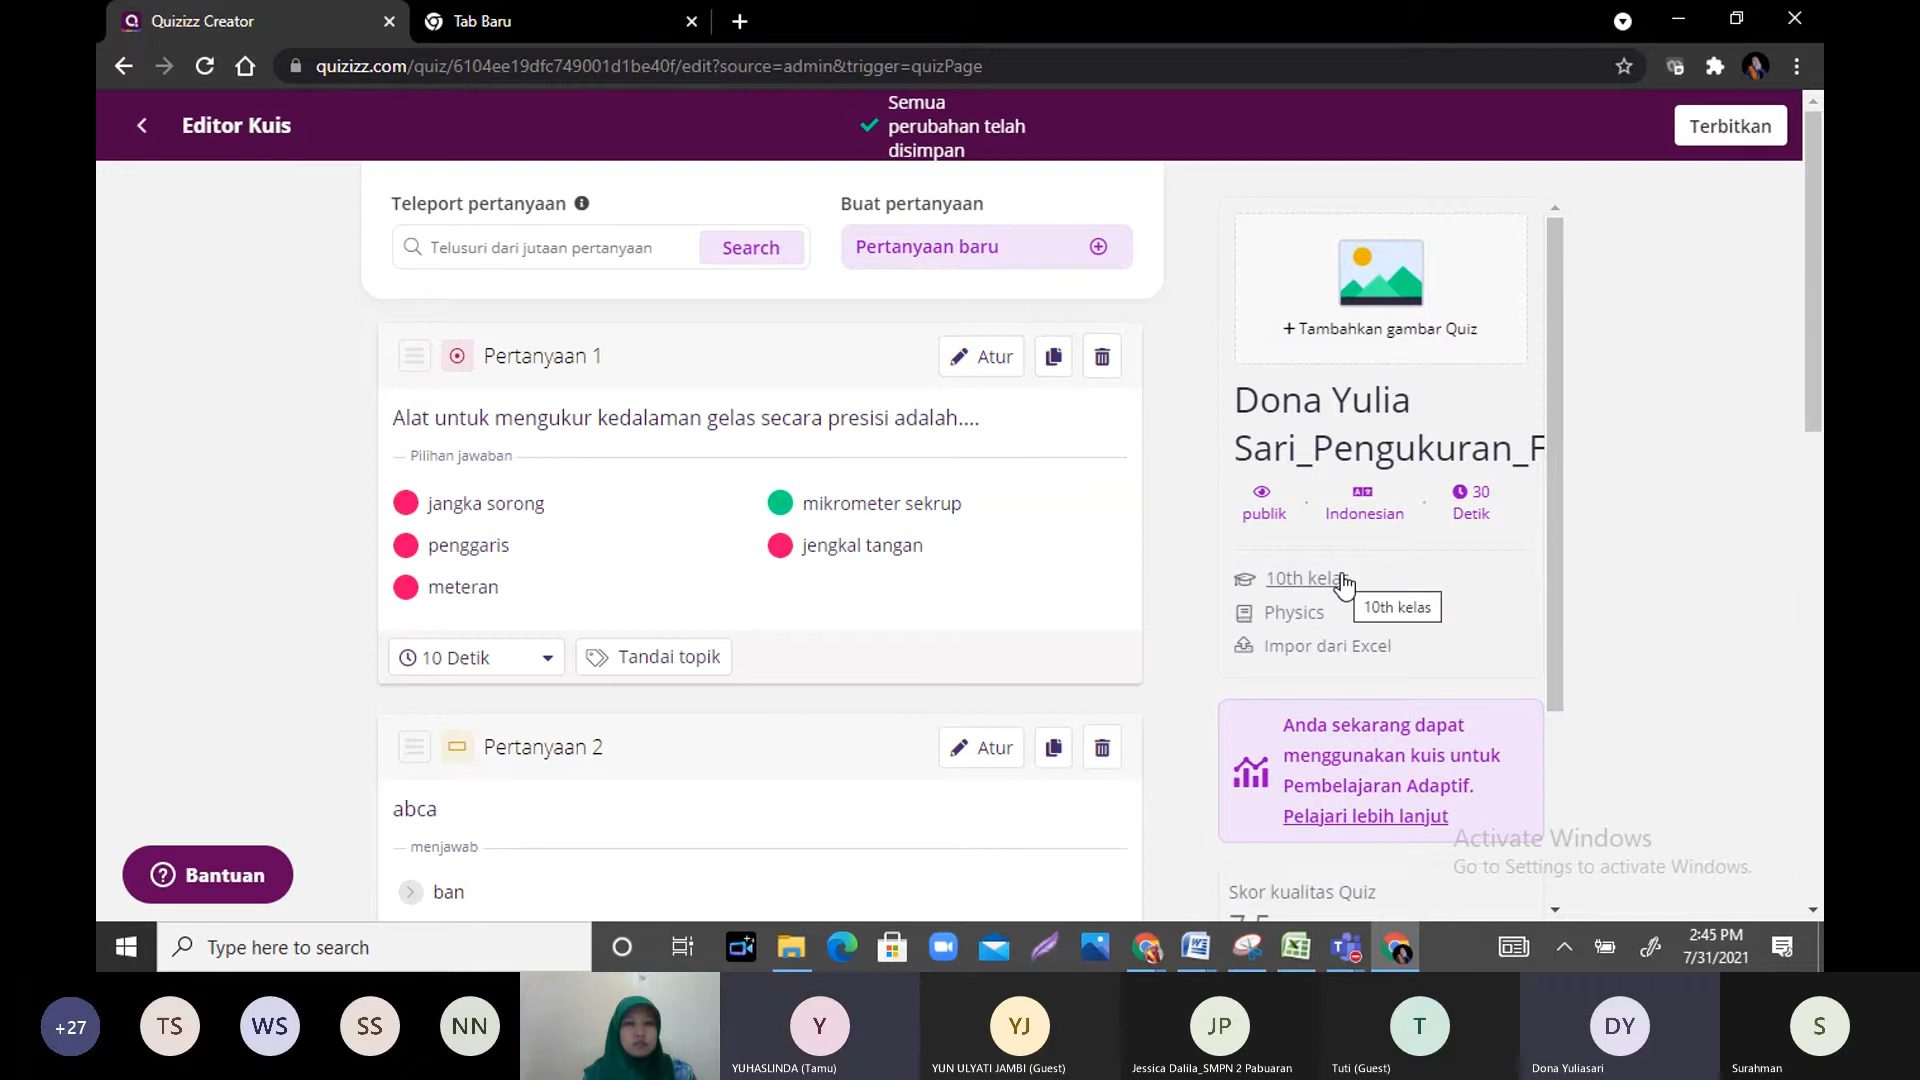 Quizizz Creator
Tab Baru
quizizz.com/quiz/6104ee19dfc749001d1be40f/edit?source=admin&trigger=quizPage
Editor Kuis
Semua
perubahan telah
disimpan
Terbitkan
Teleport pertanyaan
Telusuri dari jutaan pertanyaan
Search
Buat pertanyaan
Pertanyaan baru
Pertanyaan 1
Atur
Alat untuk mengukur kedalaman gelas secara presisi adalah....
Pilihan jawaban
jangka sorong
mikrometer sekrup
penggaris
jengkal tangan
meteran
10 Detik
Tandai topik
Pertanyaan 2
Atur
abca
menjawab
ban
Bantuan
+ Tambahkan gambar Quiz
Dona Yulia
Sari_Pengukuran_F
publik
Indonesian
30
Detik
10th kelas
10th kelas
Physics
Impor dari Excel
Anda sekarang dapat
menggunakan kuis untuk
Pembelajaran Adaptif.
Pelajari lebih lanjut
Activate Windows
Go to Settings to activate Windows.
Skor kualitas Quiz
Type here to search
2:45 PM
7/31/2021
+27
TS
WS
SS
NN
Y
YUHASLINDA (Tamu)
YJ
YUN ULYATI JAMBI (Guest)
JP
Jessica Dalila_SMPN 2 Pabuaran
T
Tuti (Guest)
DY
Dona Yuliasari
S
Surahman